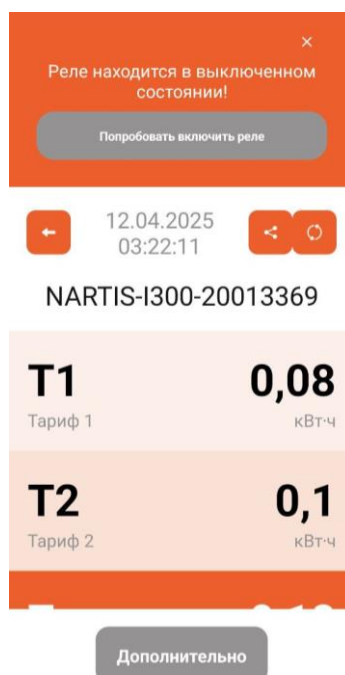 ×
Реле находится в выключенном
состоянии!
Попробовать включить реле
12.04.2025
03:22:11
NARTIS-I300-20013369
T1
0,08
Тариф 1
кВт·ч
T2
0,1
Тариф 2
кВт·ч
Дополнительно